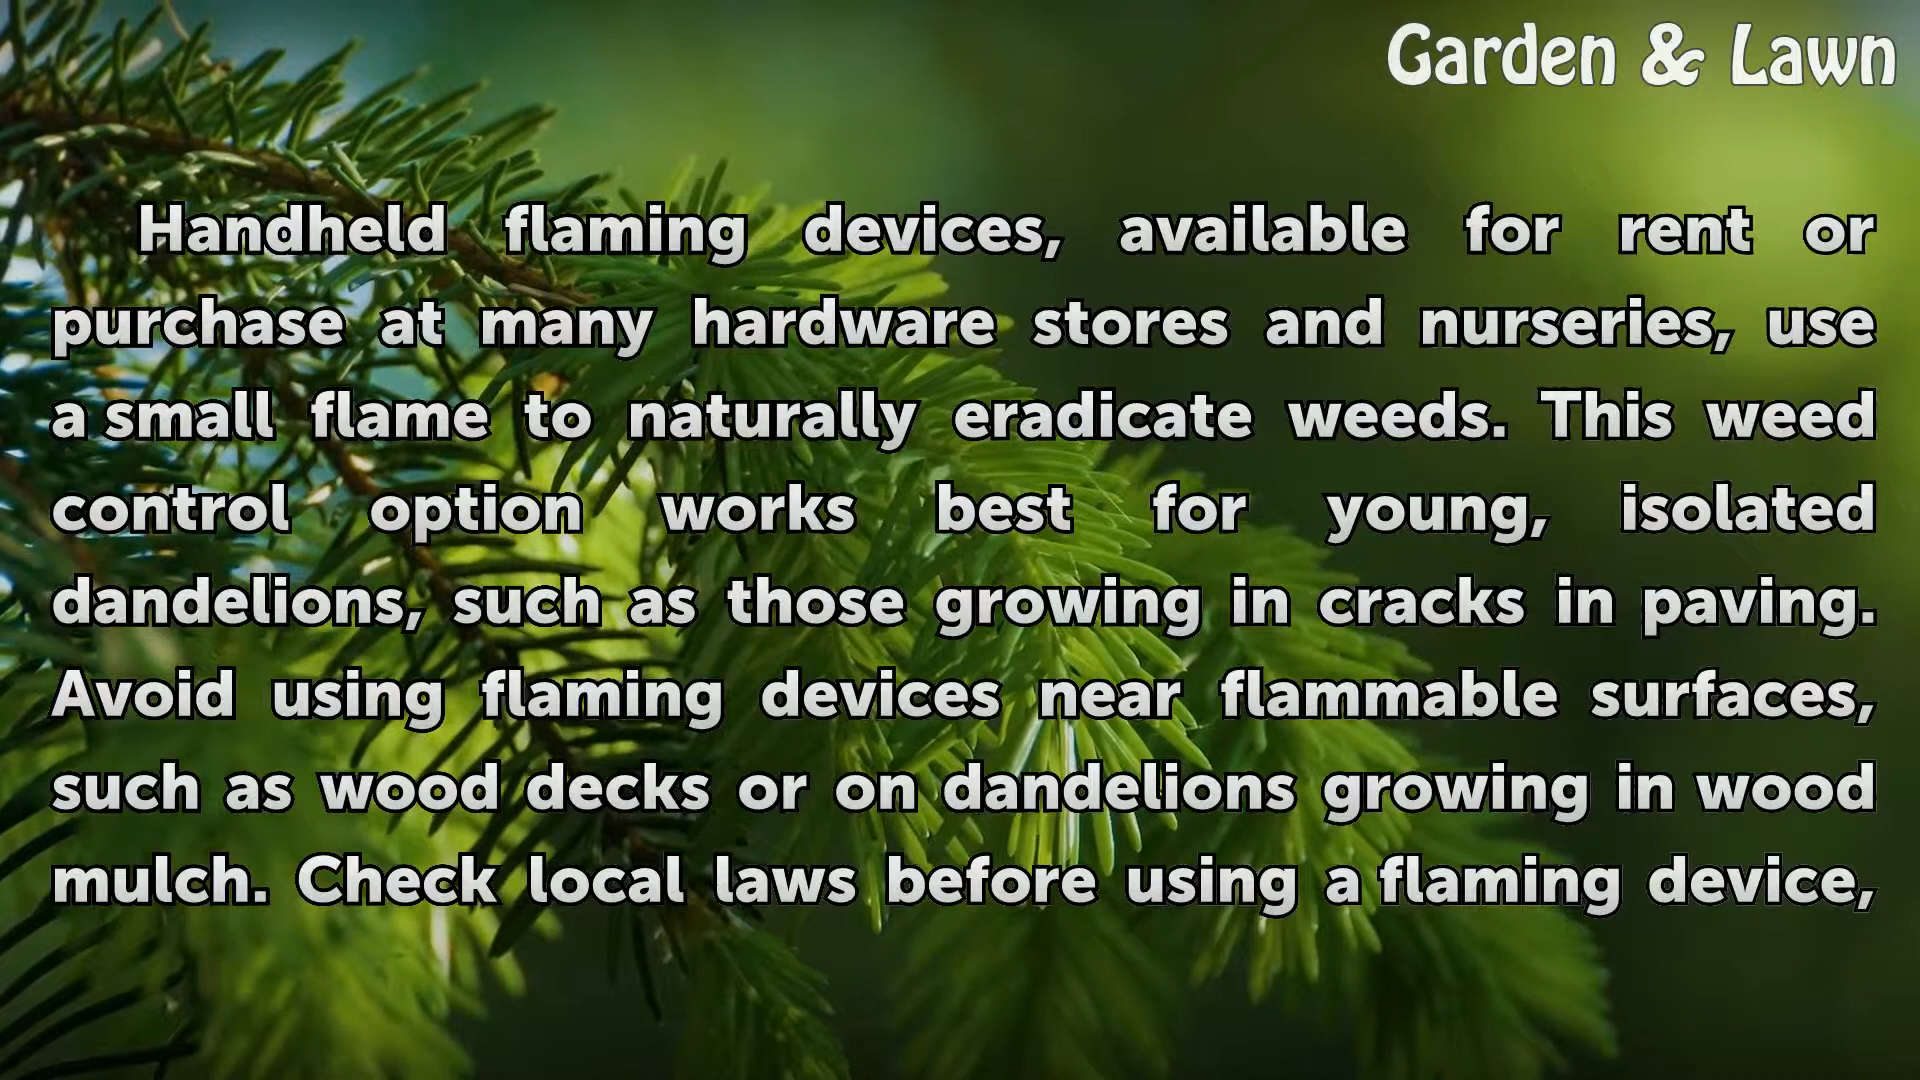 Garden & Lawn
Handheld flaming devices, available for rent or
purchase at many hardware stores and nurseries, use
a small flame to naturally eradicate weeds. This weed
control option works best for young, isolated
dandelions, such as those growing in cracks in paving.
Avoid using flaming devices near flammable surfaces,
such as wood decks or on dandelions growing in wood
mulch. Check local laws before using a flaming device,